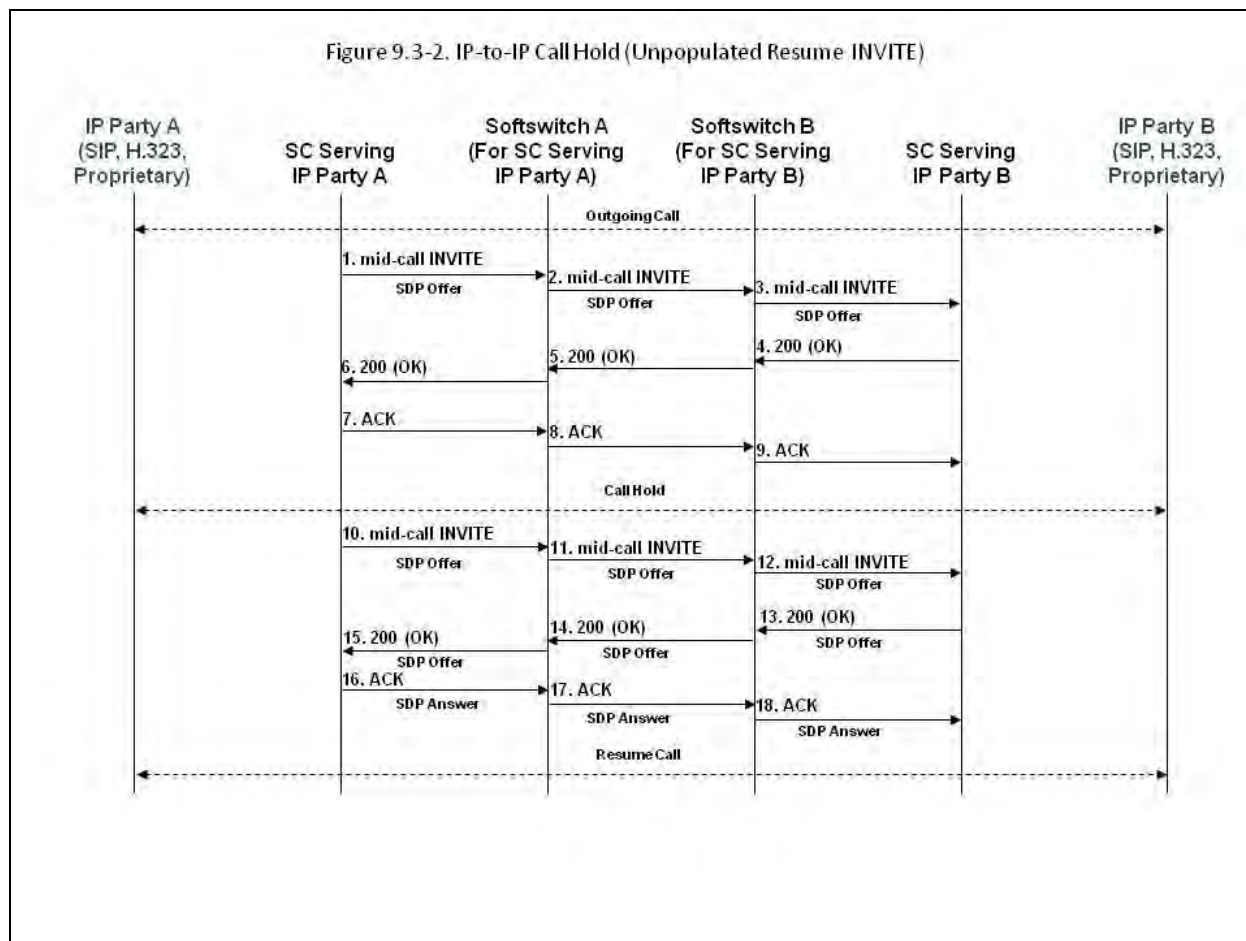 Figure 9.3-2. IP-to-IP Call Hold (Unpopulated Resume INVITE)
IP Party A
(SIP, H.323,
Proprietary)
SC Serving
IP Party A
Softswitch A
(For SC Serving
IP Party A)
Softswitch B
(For SC Serving
IP Party B)
SC Serving
IP Party B
IP Party B
(SIP, H.323,
Proprietary)
Outgoing Call
1. mid-call INVITE
SDP Offer
2. mid-call INVITE
SDP Offer
3. mid-call INVITE
SDP Offer
4. 200 (OK)
5. 200 (OK)
6. 200 (OK)
7. ACK
8. ACK
9. ACK
Call Hold
10. mid-call INVITE
SDP Offer
11. mid-call INVITE
SDP Offer
12. mid-call INVITE
SDP Offer
13. 200 (OK)
SDP Offer
14. 200 (OK)
SDP Offer
15. 200 (OK)
SDP Offer
16. ACK
SDP Answer
17. ACK
SDP Answer
18. ACK
SDP Answer
Resume Call